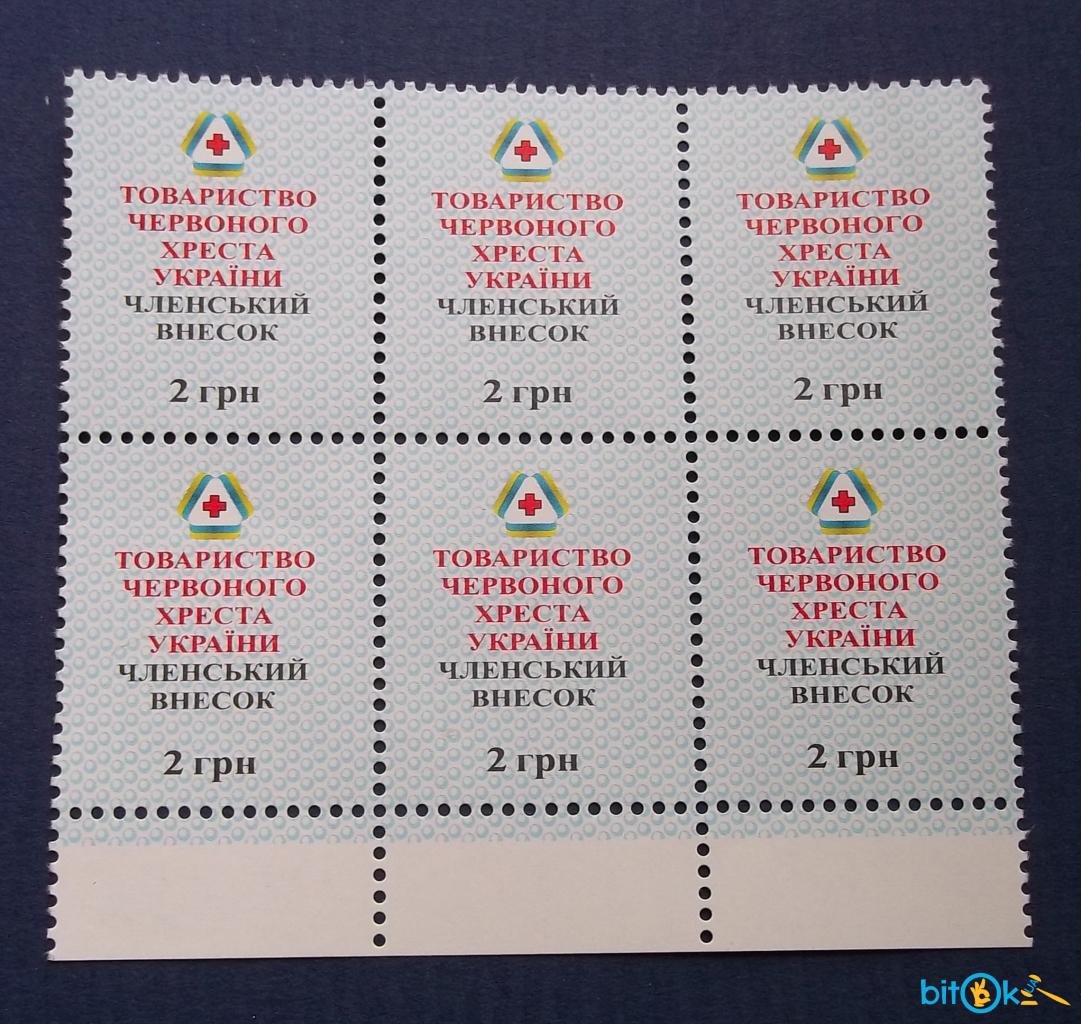 ТОВАРИСТВО
ЧЕРВОНОГО
ХРЕСТА
УКРАЇНИ
ЧЛЕНСЬКИЙ
ВНЕСОК
2 грн
ТОВАРИСТВО
ЧЕРВОНОГО
ХРЕСТА
УКРАЇНИ
ЧЛЕНСЬКИЙ
ВНЕСОК
2 грн
ТОВАРИСТВО
ЧЕРВОНОГО
ХРЕСТА
УКРАЇНИ
ЧЛЕНСЬКИЙ
ВНЕСОК
2 грн
ТОВАРИСТВО
ЧЕРВОНОГО
ХРЕСТА
УКРАЇНИ
ЧЛЕНСЬКИЙ
ВНЕСОК
2 грн
ТОВАРИСТВО
ЧЕРВОНОГО
ХРЕСТА
УКРАЇНИ
ЧЛЕНСЬКИЙ
ВНЕСОК
2 грн
ТОВАРИСТВО
ЧЕРВОНОГО
ХРЕСТА
УКРАЇНИ
ЧЛЕНСЬКИЙ
ВНЕСОК
2 грн
bitOk UA